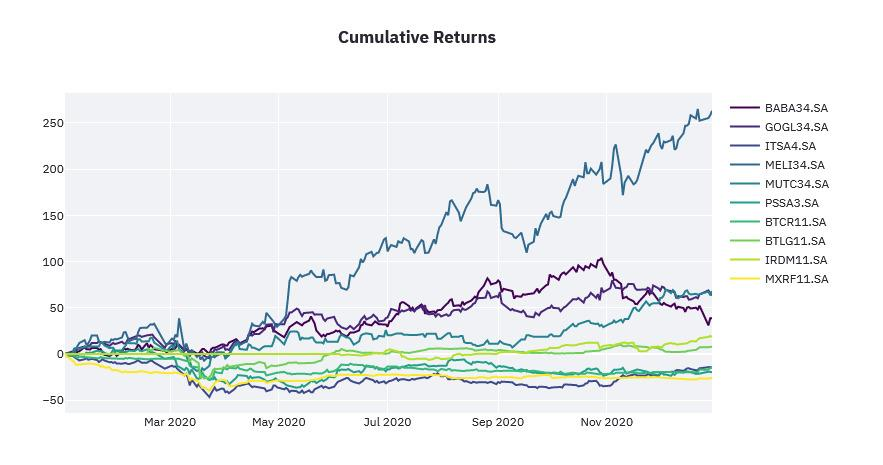 Cumulative Returns
250
200
150
100
50
0
−50
Mar 2020
May 2020
Jul 2020
Sep 2020
Nov 2020
BABA34.SA
GOGL34.SA
ITSA4.SA
MELI34.SA
MUTC34.SA
PSSA3.SA
BTCR11.SA
BTLG11.SA
IRDM11.SA
MXRF11.SA